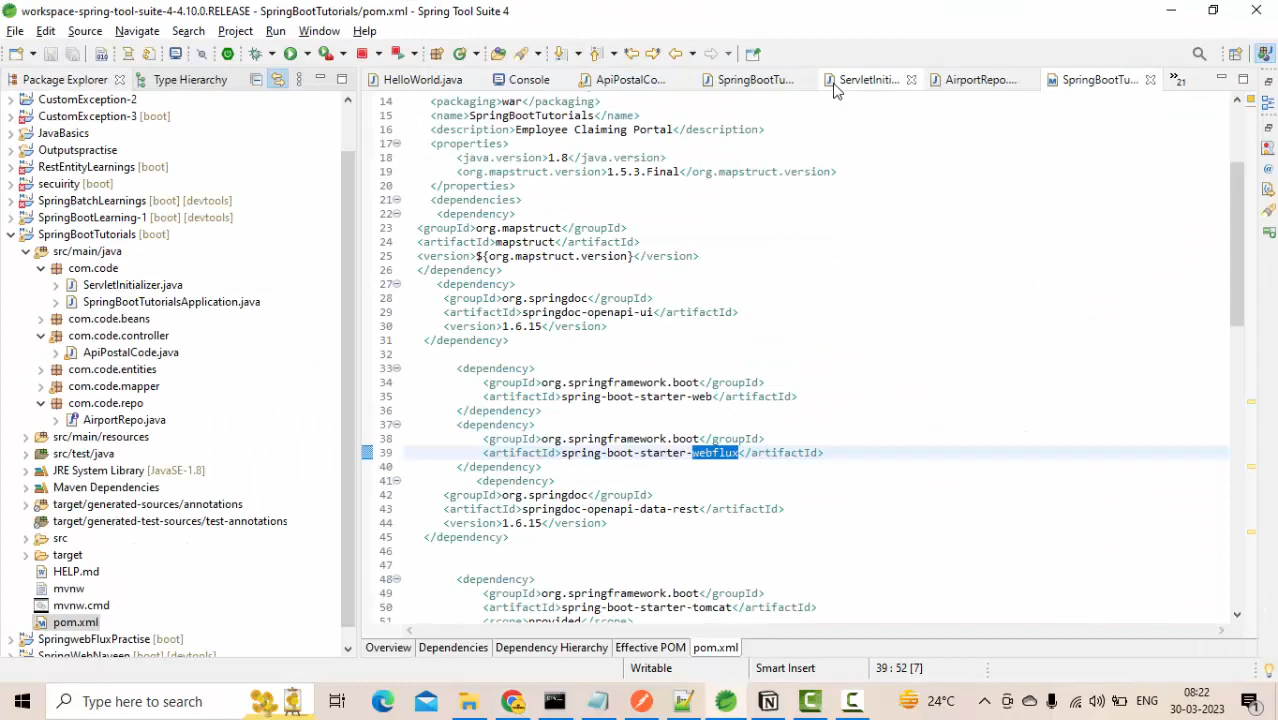 workspace-spring-tool-suite-4-4.10.0.RELEASE - SpringBootTutorials/pom.xml - Spring Tool Suite 4
File Edit Source Navigate Search Project Run Window Help
Package Explorer Type Hierarchy
HelloWorld.java Console ApiPostalCo... SpringBootTu... ServletIniti... AirportRepo.... SpringBootTu... »21
CustomException-2
CustomException-3 [boot]
JavaBasics
Outputspractise
RestEntityLearnings [boot]
secuirity [boot]
SpringBatchLearnings [boot] [devtools]
SpringBootLearning-1 [boot] [devtools]
SpringBootTutorials [boot]
src/main/java
com.code
ServletInitializer.java
SpringBootTutorialsApplication.java
com.code.beans
com.code.controller
ApiPostalCode.java
com.code.entities
com.code.mapper
com.code.repo
AirportRepo.java
src/main/resources
src/test/java
JRE System Library [JavaSE-1.8]
Maven Dependencies
target/generated-sources/annotations
target/generated-test-sources/test-annotations
src
target
HELP.md
mvnw
mvnw.cmd
pom.xml
SpringwebFluxPractise [boot]
SpringWebNaveen [boot] [devtools]
14 <packaging>war</packaging>
15 <name>SpringBootTutorials</name>
16 <description>Employee Claiming Portal</description>
17 <properties>
18 <java.version>1.8</java.version>
19 <org.mapstruct.version>1.5.3.Final</org.mapstruct.version>
20 </properties>
21 <dependencies>
22 <dependency>
23 <groupId>org.mapstruct</groupId>
24 <artifactId>mapstruct</artifactId>
25 <version>${org.mapstruct.version}</version>
26 </dependency>
27 <dependency>
28 <groupId>org.springdoc</groupId>
29 <artifactId>springdoc-openapi-ui</artifactId>
30 <version>1.6.15</version>
31 </dependency>
32
33 <dependency>
34 <groupId>org.springframework.boot</groupId>
35 <artifactId>spring-boot-starter-web</artifactId>
36 </dependency>
37 <dependency>
38 <groupId>org.springframework.boot</groupId>
39 <artifactId>spring-boot-starter-webflux</artifactId>
40 </dependency>
41 <dependency>
42 <groupId>org.springdoc</groupId>
43 <artifactId>springdoc-openapi-data-rest</artifactId>
44 <version>1.6.15</version>
45 </dependency>
46
47
48 <dependency>
49 <groupId>org.springframework.boot</groupId>
50 <artifactId>spring-boot-starter-tomcat</artifactId>
51 <scope>provided</scope>
Overview Dependencies Dependency Hierarchy Effective POM pom.xml
Writable Smart Insert 39 : 52 [7]
Type here to search
24°C ENG 08:22
30-03-2023